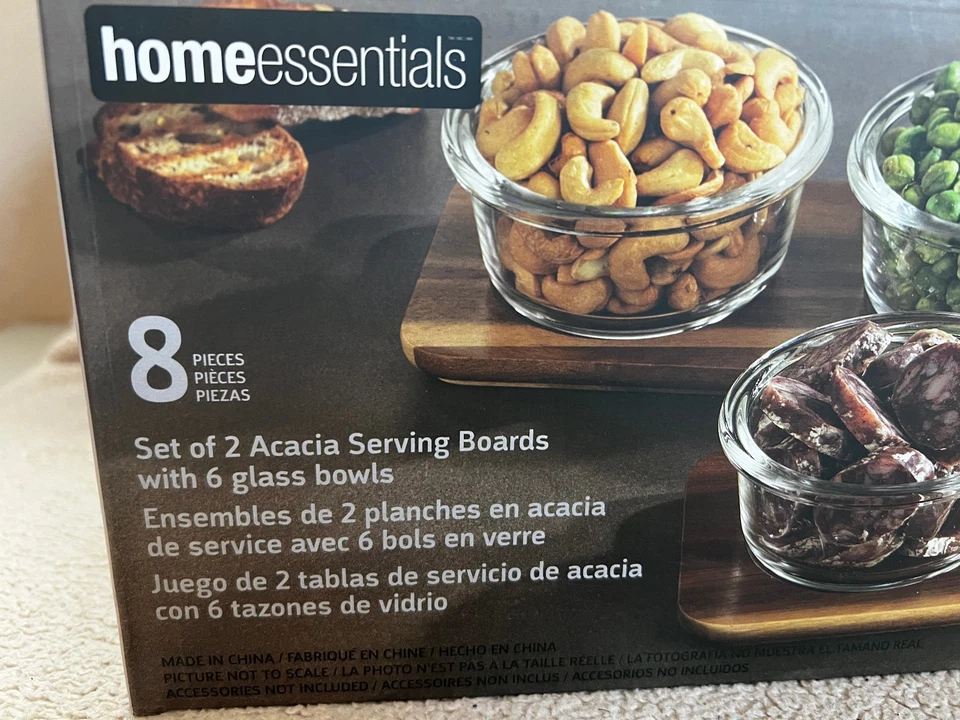 homeessentials
8 PIECES
PIÈCES
PIEZAS
Set of 2 Acacia Serving Boards
with 6 glass bowls
Ensembles de 2 planches en acacia
de service avec 6 bols en verre
Juego de 2 tablas de servicio de acacia
con 6 tazones de vidrio
MADE IN CHINA / FABRIQUÉ EN CHINE / HECHO EN CHINA
PICTURE NOT TO SCALE / LA PHOTO N'EST PAS À LA TAILLE RÉELLE / LA FOTOGRAFÍA NO MUESTRA EL TAMAÑO REAL
ACCESSORIES NOT INCLUDED / ACCESSOIRES NON INCLUS / ACCESORIOS NO INCLUIDOS